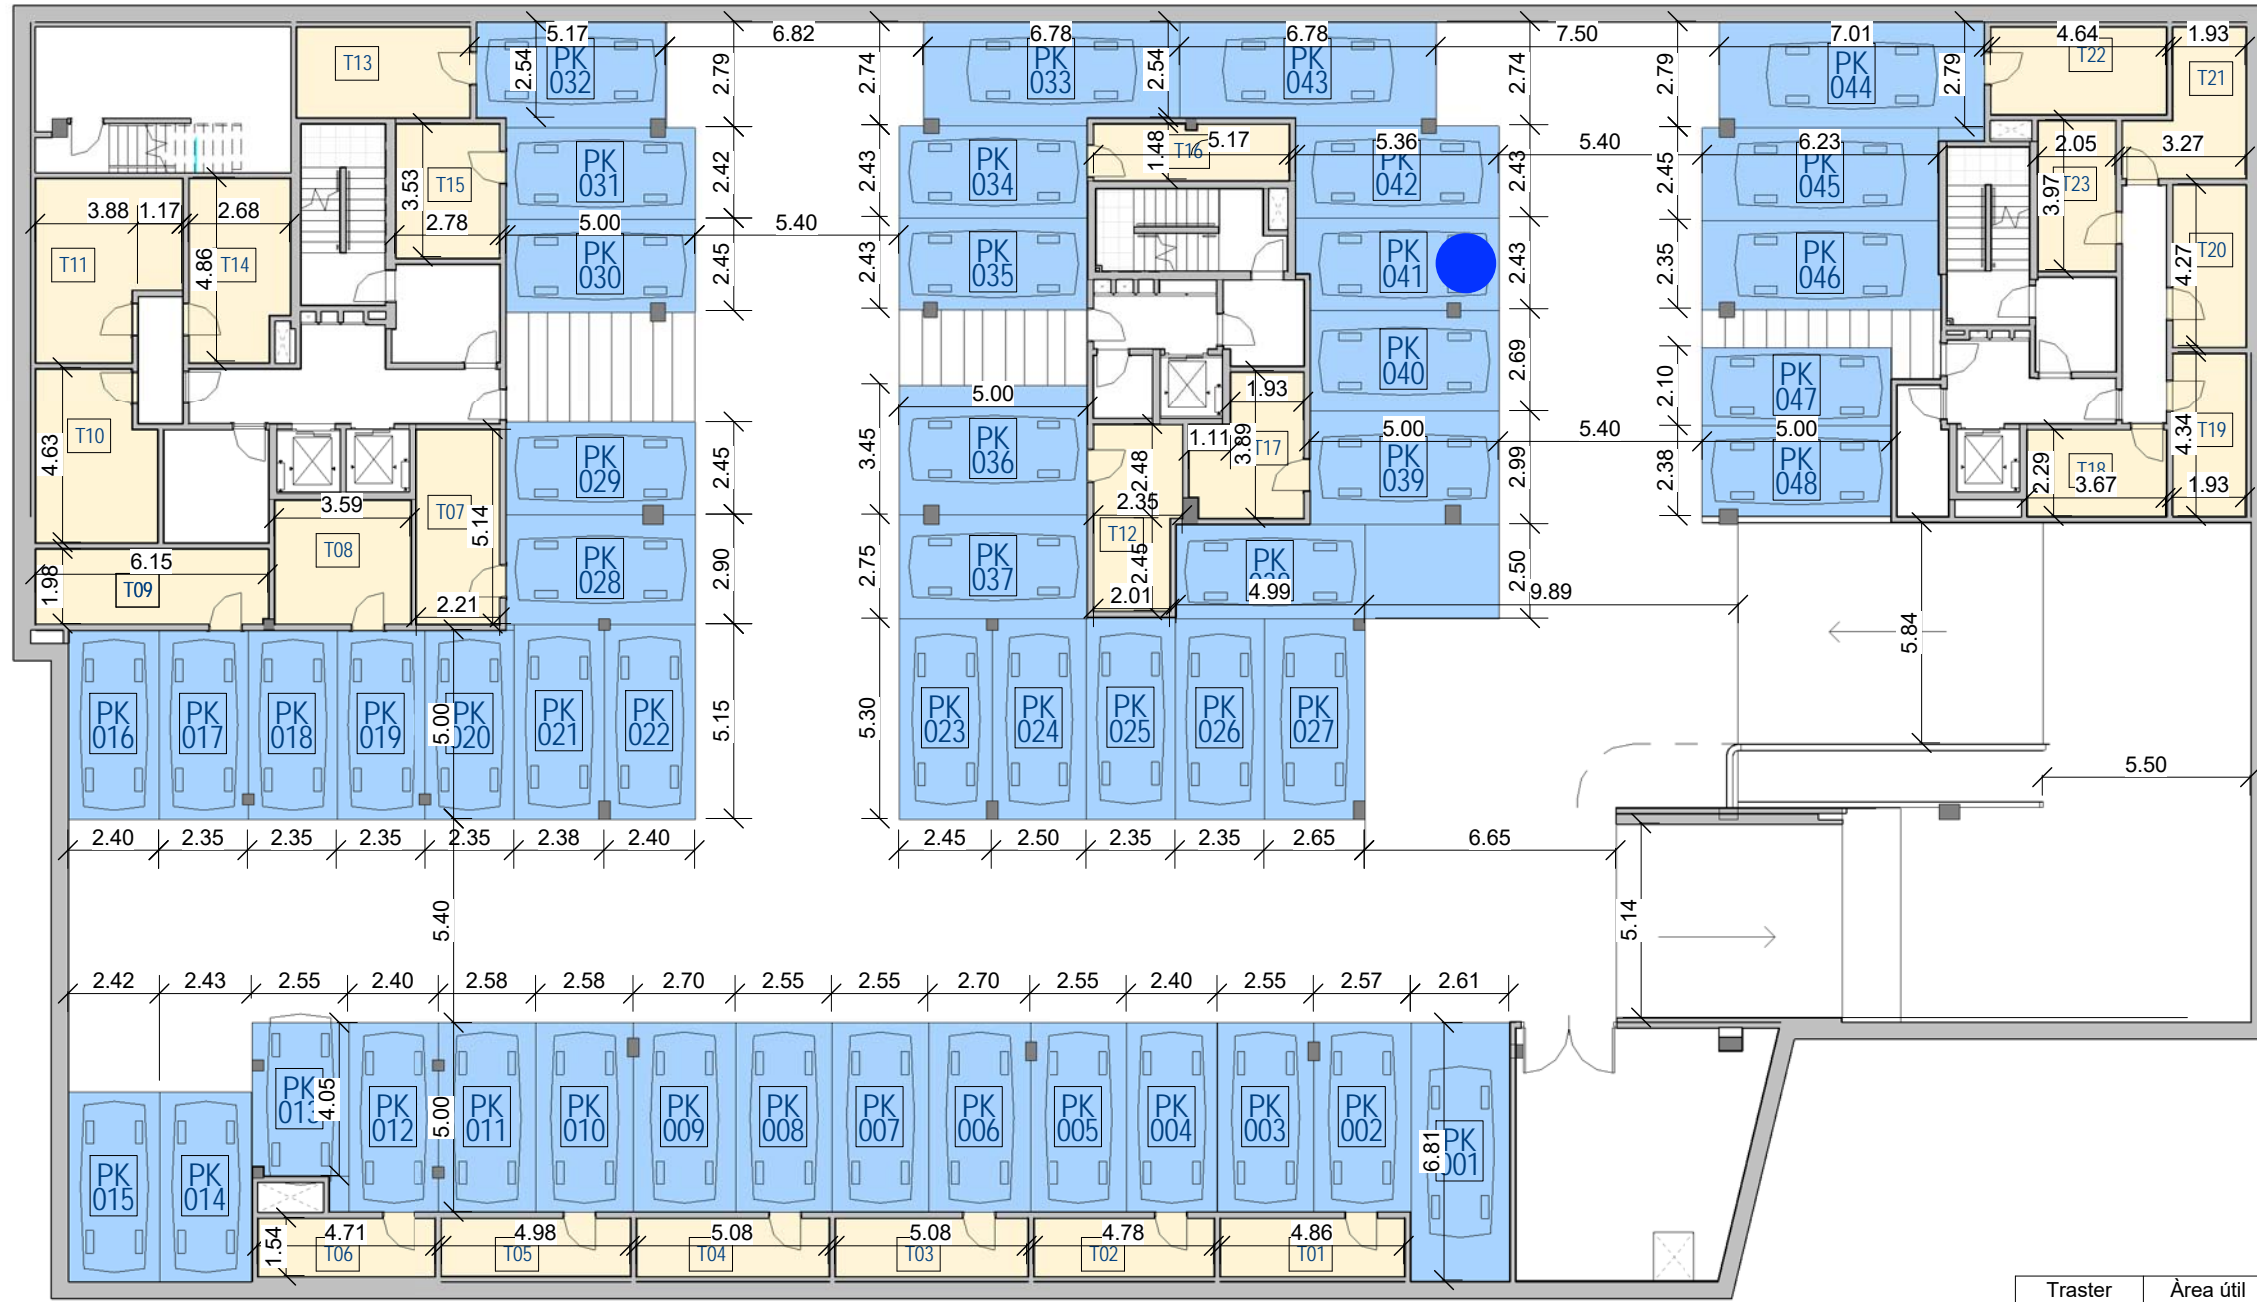 5.17 6.82 6.78 6.78 7.50 7.01 4.64 1.93
T13
PK 032
2.54
2.79
2.74
PK 033
2.54
PK 043
2.74
2.79
PK 044
2.79
T22
T21
T15
3.53
2.78
PK 031
2.42
2.43
PK 034
1.48
T16
5.17
5.36
PK 042
2.43
5.40
2.45
6.23
PK 045
2.05
3.27
T23
3.97
3.88 1.17 2.68
T11
4.86
T14
5.00
PK 030
2.45
5.40
2.43
PK 035
PK 041
2.43
2.35
PK 046
4.27
T20
PK 040
2.69
2.10
PK 047
4.63
T10
3.59
T07
5.14
PK 029
2.45
3.45
5.00
PK 036
2.48
2.35
1.11
1.93
3.89
T17
5.00
PK 039
2.99
5.40
2.38
5.00
PK 048
2.29
T18
3.67
4.34
T19
1.93
1.98
6.15
T09
T08
2.21
PK 028
2.90
2.75
PK 037
T12
2.45
2.01
PK
4.99
2.50
9.89
5.84
PK 016
PK 017
PK 018
PK 019
5.00
020
PK 021
PK 022
5.15
5.30
PK 023
PK 024
PK 025
PK 026
PK 027
5.50
2.40 2.35 2.35 2.35 2.35 2.38 2.40
2.45 2.50 2.35 2.35 2.65 6.65
5.40
5.14
2.42 2.43 2.55 2.40 2.58 2.58 2.70 2.55 2.55 2.70 2.55 2.40 2.55 2.57 2.61
PK 015
PK 014
PK 013
4.05
PK 012
5.00
PK 011
PK 010
PK 009
PK 008
PK 007
PK 006
PK 005
PK 004
PK 003
PK 002
6.81
PK 001
1.54
4.71 4.98 5.08 5.08 4.78 4.86
T06 T05 T04 T03 T02 T01
Traster Àrea útil